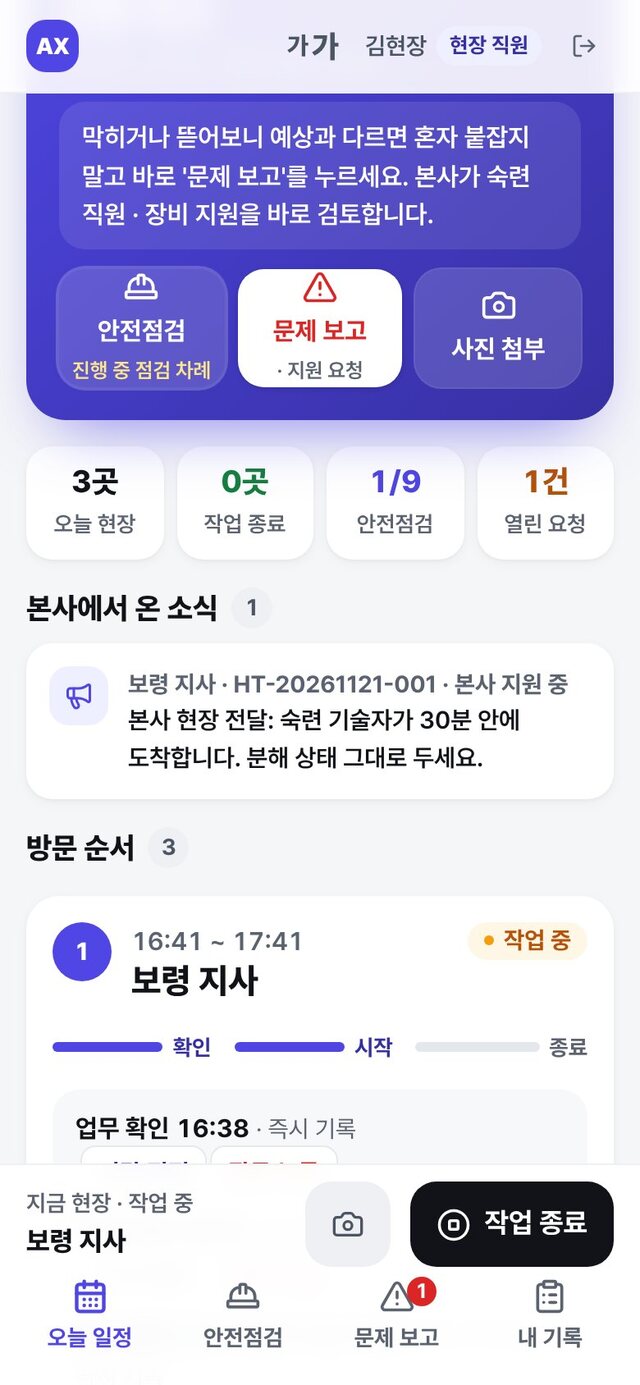 AX
가가 김현장 현장 직원
막히거나 뜯어보니 예상과 다르면 혼자 붙잡지
말고 바로 '문제 보고'를 누르세요. 본사가 숙련
직원 · 장비 지원을 바로 검토합니다.
안전점검
진행 중 점검 차례
문제 보고
· 지원 요청
사진 첨부
3곳
오늘 현장
0곳
작업 종료
1/9
안전점검
1건
열린 요청
본사에서 온 소식 1
보령 지사 · HT-20261121-001 · 본사 지원 중
본사 현장 전달: 숙련 기술자가 30분 안에
도착합니다. 분해 상태 그대로 두세요.
방문 순서 3
1
16:41 ~ 17:41
작업 중
보령 지사
확인
시작
종료
업무 확인 16:38 · 즉시 기록
지금 현장 · 작업 중
보령 지사
작업 종료
오늘 일정
안전점검
1
문제 보고
내 기록